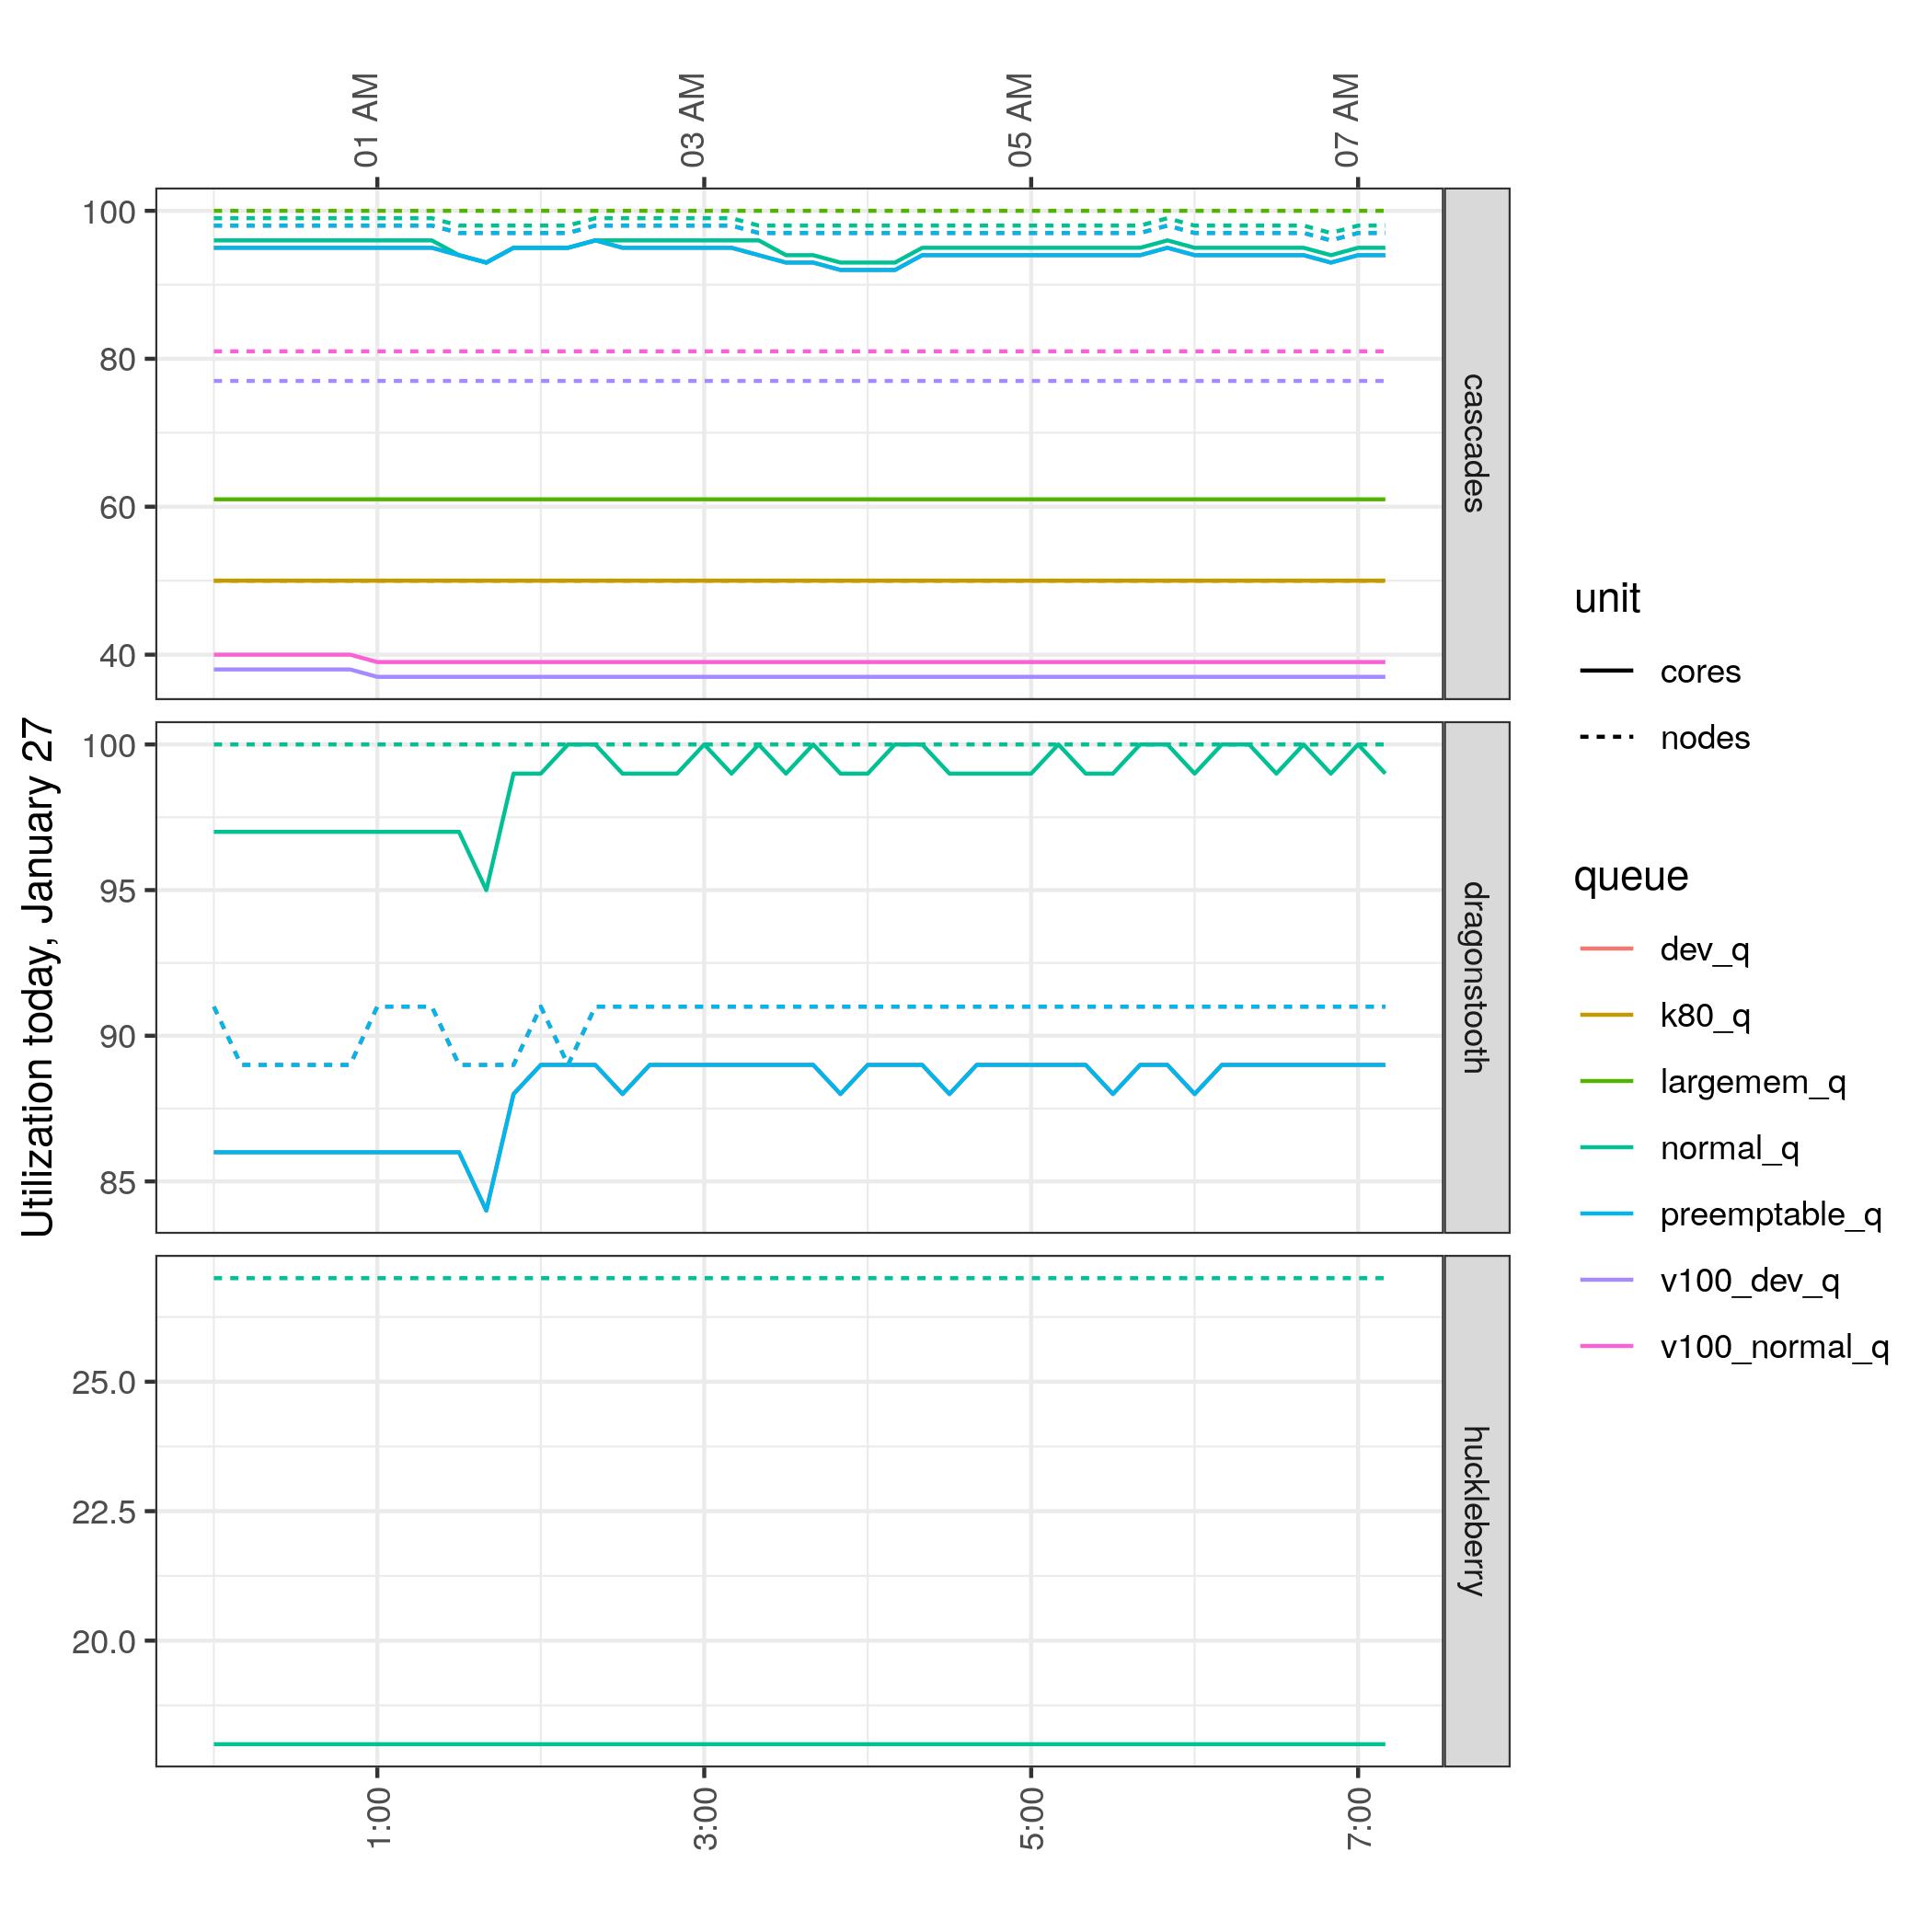 01 AM
03 AM
05 AM
07 AM
Utilization today, January 27
100
80
60
40
cascades
100
95
90
85
dragonstooth
25.0
22.5
20.0
huckleberry
1:00
3:00
5:00
7:00
unit
cores
nodes
queue
dev_q
k80_q
largemem_q
normal_q
preemptable_q
v100_dev_q
v100_normal_q